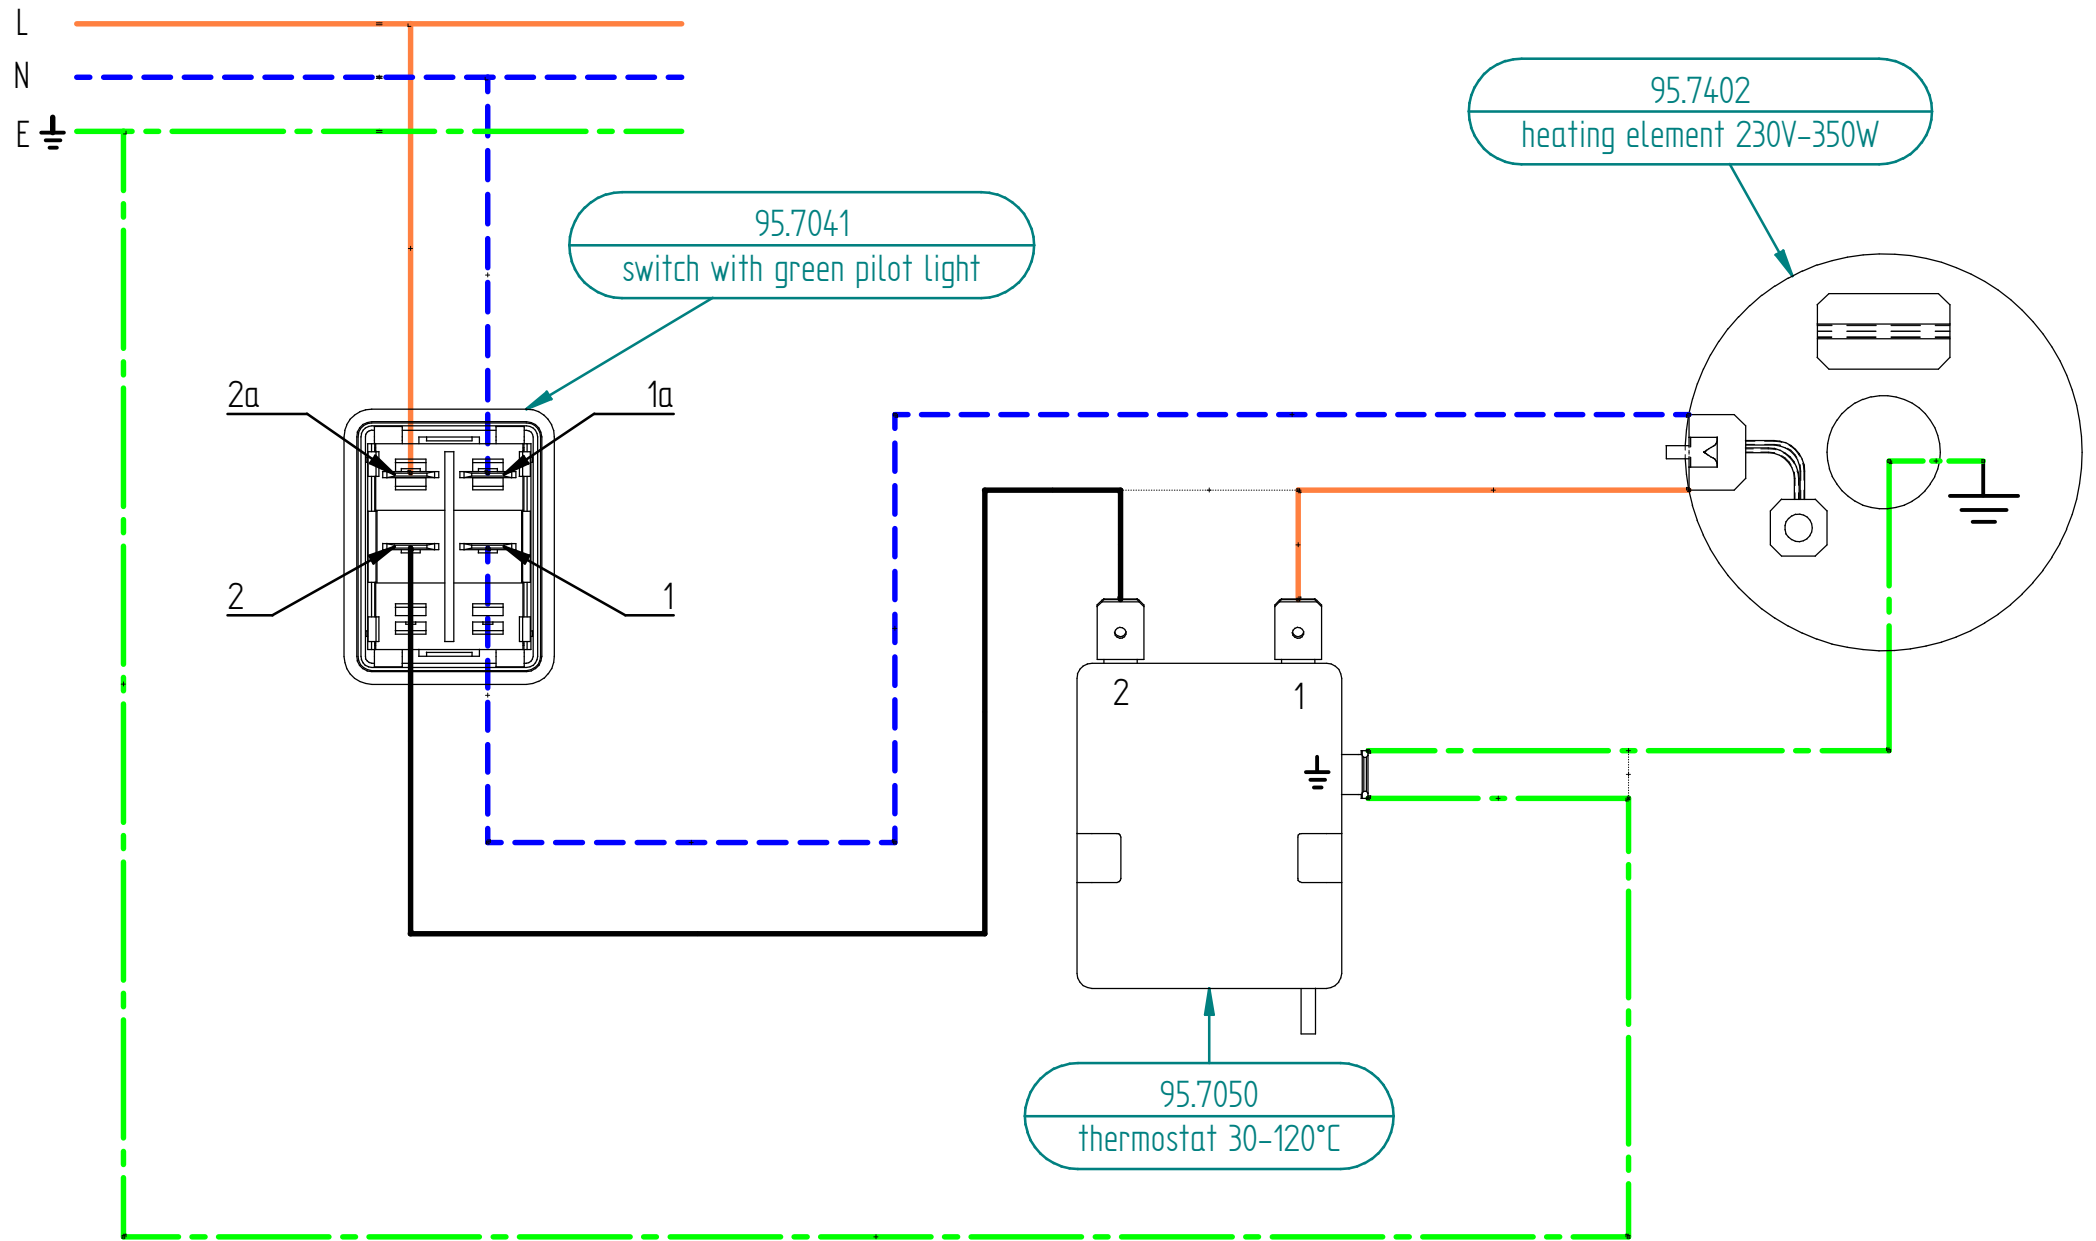 L
N
E
95.7402
heating element 230V-350W
95.7041
switch with green pilot light
2a
1a
2
1
2
1
95.7050
thermostat 30-120°C